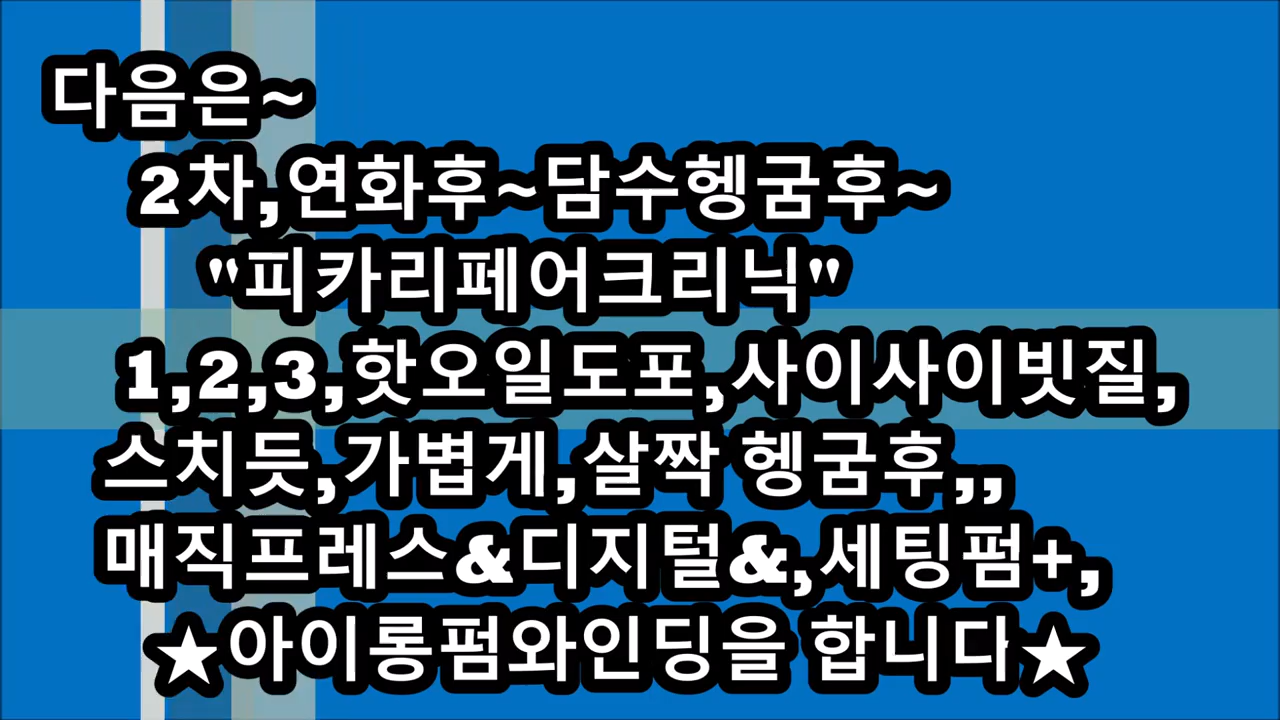 다음은~
2차,연화후~담수헹굼후~
"피카리페어크리닉"
1,2,3,핫오일도포,사이사이빗질,
스치듯,가볍게,살짝 헹굼후,,
매직프레스&디지털&,세팅펌+,
★아이롱펌와인딩을 합니다★